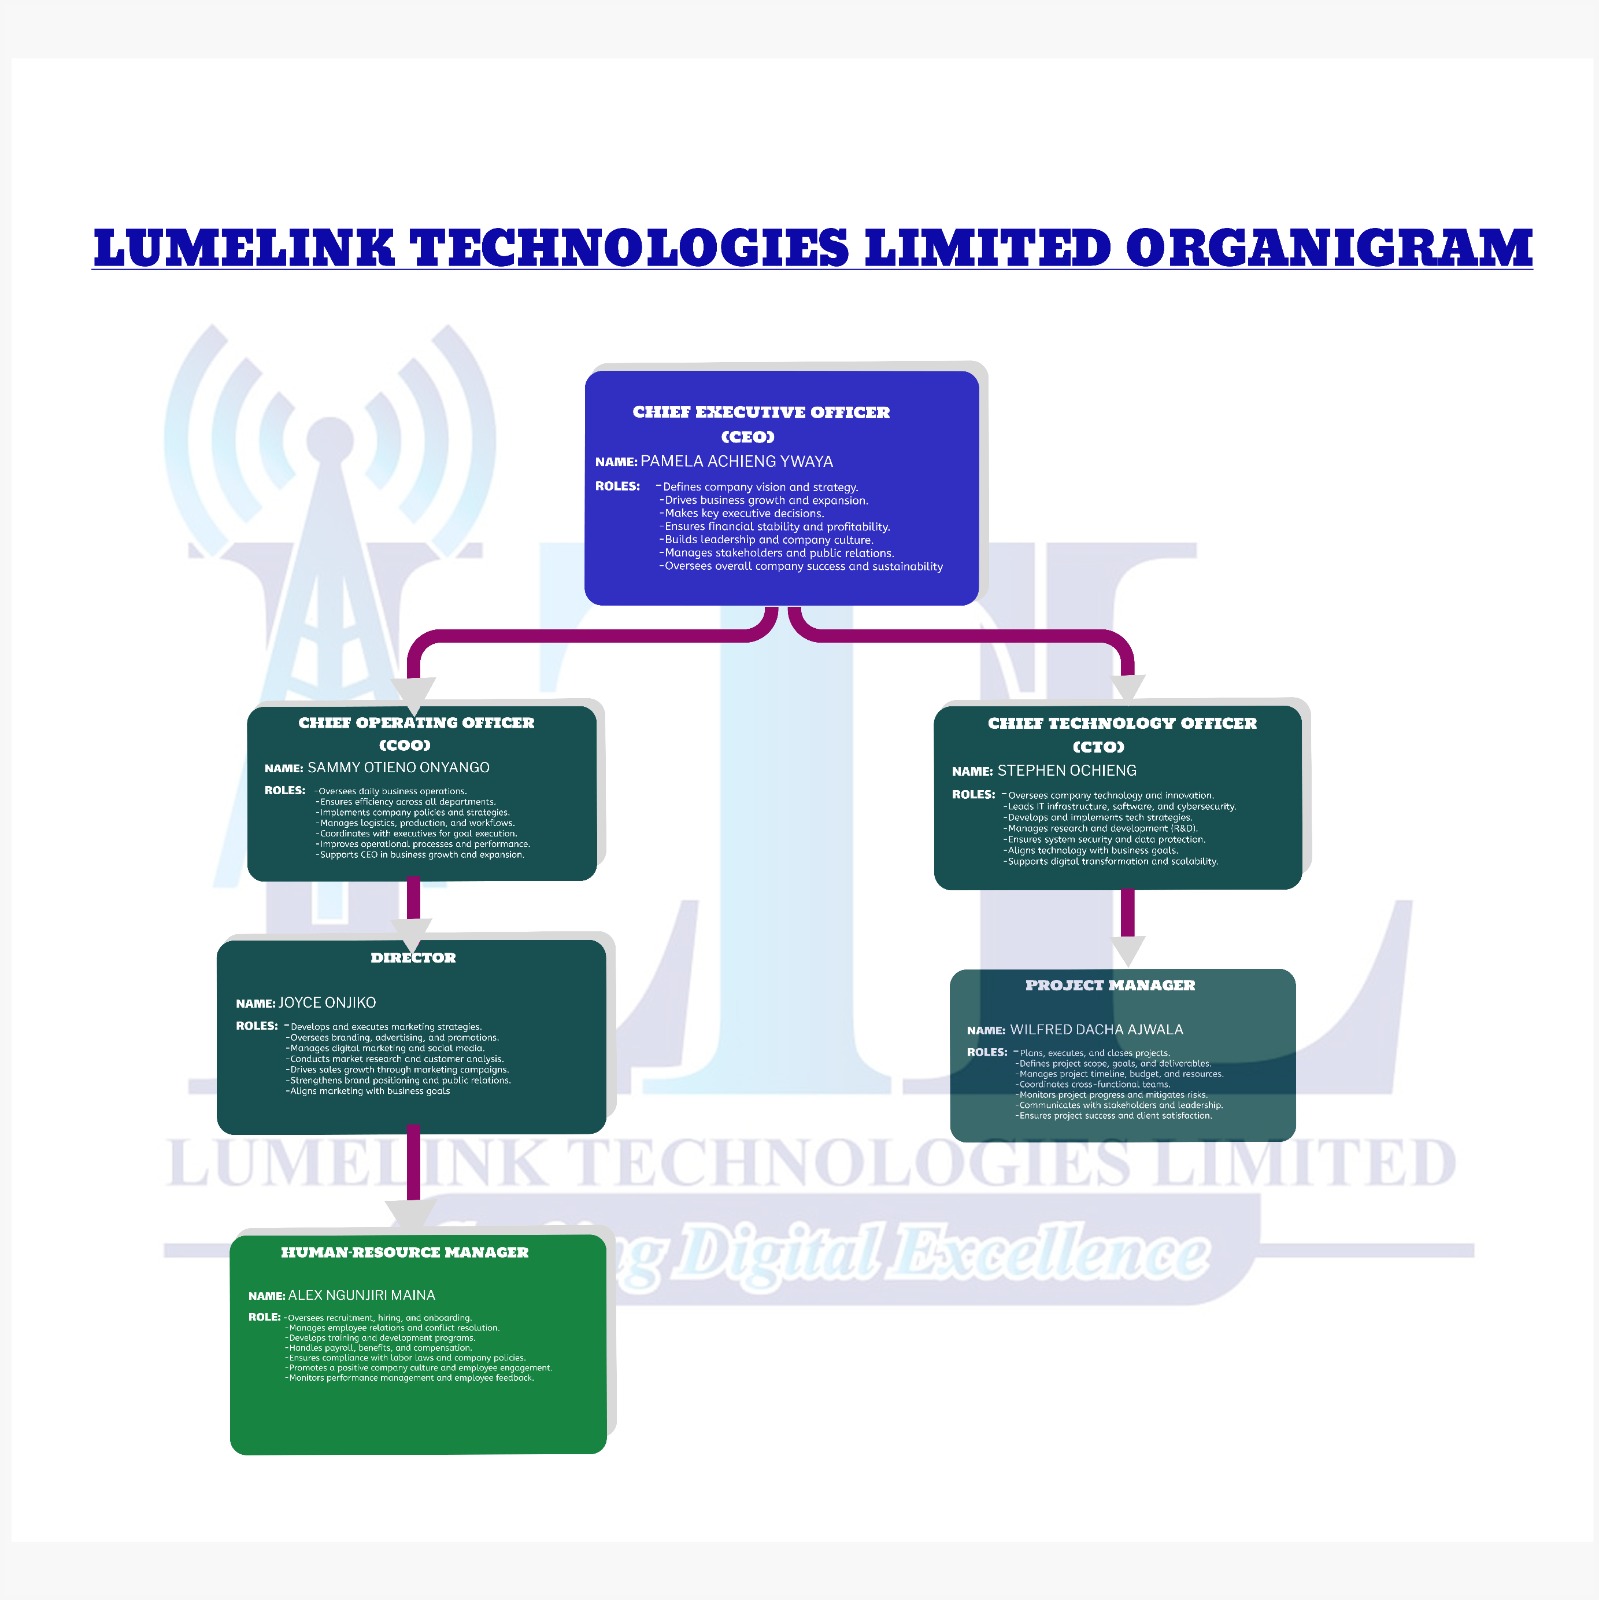 LUMELINK TECHNOLOGIES LIMITED ORGANIGRAM
CHIEF EXECUTIVE OFFICER
(CEO)
NAME: PAMELA ACHIENG YWAYA
ROLES: -Defines company vision and strategy.
-Drives business growth and expansion.
-Makes key executive decisions.
-Ensures financial stability and profitability.
-Builds leadership and company culture.
-Manages stakeholders and public relations.
-Oversees overall company success and sustainability
CHIEF OPERATING OFFICER
(COO)
NAME: SAMMY OTIENO ONYANGO
ROLES: -Oversees daily business operations.
-Ensures efficiency across all departments.
-Implements company policies and strategies.
-Manages logistics, production, and workflows.
-Coordinates with executives for goal execution.
-Improves operational processes and performance.
-Supports CEO in business growth and expansion.
CHIEF TECHNOLOGY OFFICER
(CTO)
NAME: STEPHEN OCHIENG
ROLES: -Oversees company technology and innovation.
-Leads IT infrastructure, software, and cybersecurity.
-Develops and implements tech strategies.
-Manages research and development (R&D).
-Ensures system security and data protection.
-Aligns technology with business goals.
-Supports digital transformation and scalability.
DIRECTOR
NAME: JOYCE ONJIKO
ROLES: -Develops and executes marketing strategies.
-Oversees branding, advertising, and promotions.
-Manages digital marketing and social media.
-Conducts market research and customer analysis.
-Drives sales growth through marketing campaigns.
-Strengthens brand positioning and public relations.
-Aligns marketing with business goals
PROJECT MANAGER
NAME: WILFRED DACHA AJWALA
ROLES: -Plans, executes, and closes projects.
-Defines project scope, goals, and deliverables.
-Manages project timeline, budget, and resources.
-Coordinates cross-functional teams.
-Monitors project progress and mitigates risks.
-Communicates with stakeholders and leadership.
-Ensures project success and client satisfaction.
HUMAN-RESOURCE MANAGER
NAME: ALEX NGUNJIRI MAINA
ROLE: -Oversees recruitment, hiring, and onboarding.
-Manages employee relations and conflict resolution.
-Develops training and development programs.
-Handles payroll, benefits, and compensation.
-Ensures compliance with labor laws and company policies.
-Promotes a positive company culture and employee engagement.
-Monitors performance management and employee feedback.
LTL
LUMELINK TECHNOLOGIES LIMITED
Digital Excellence